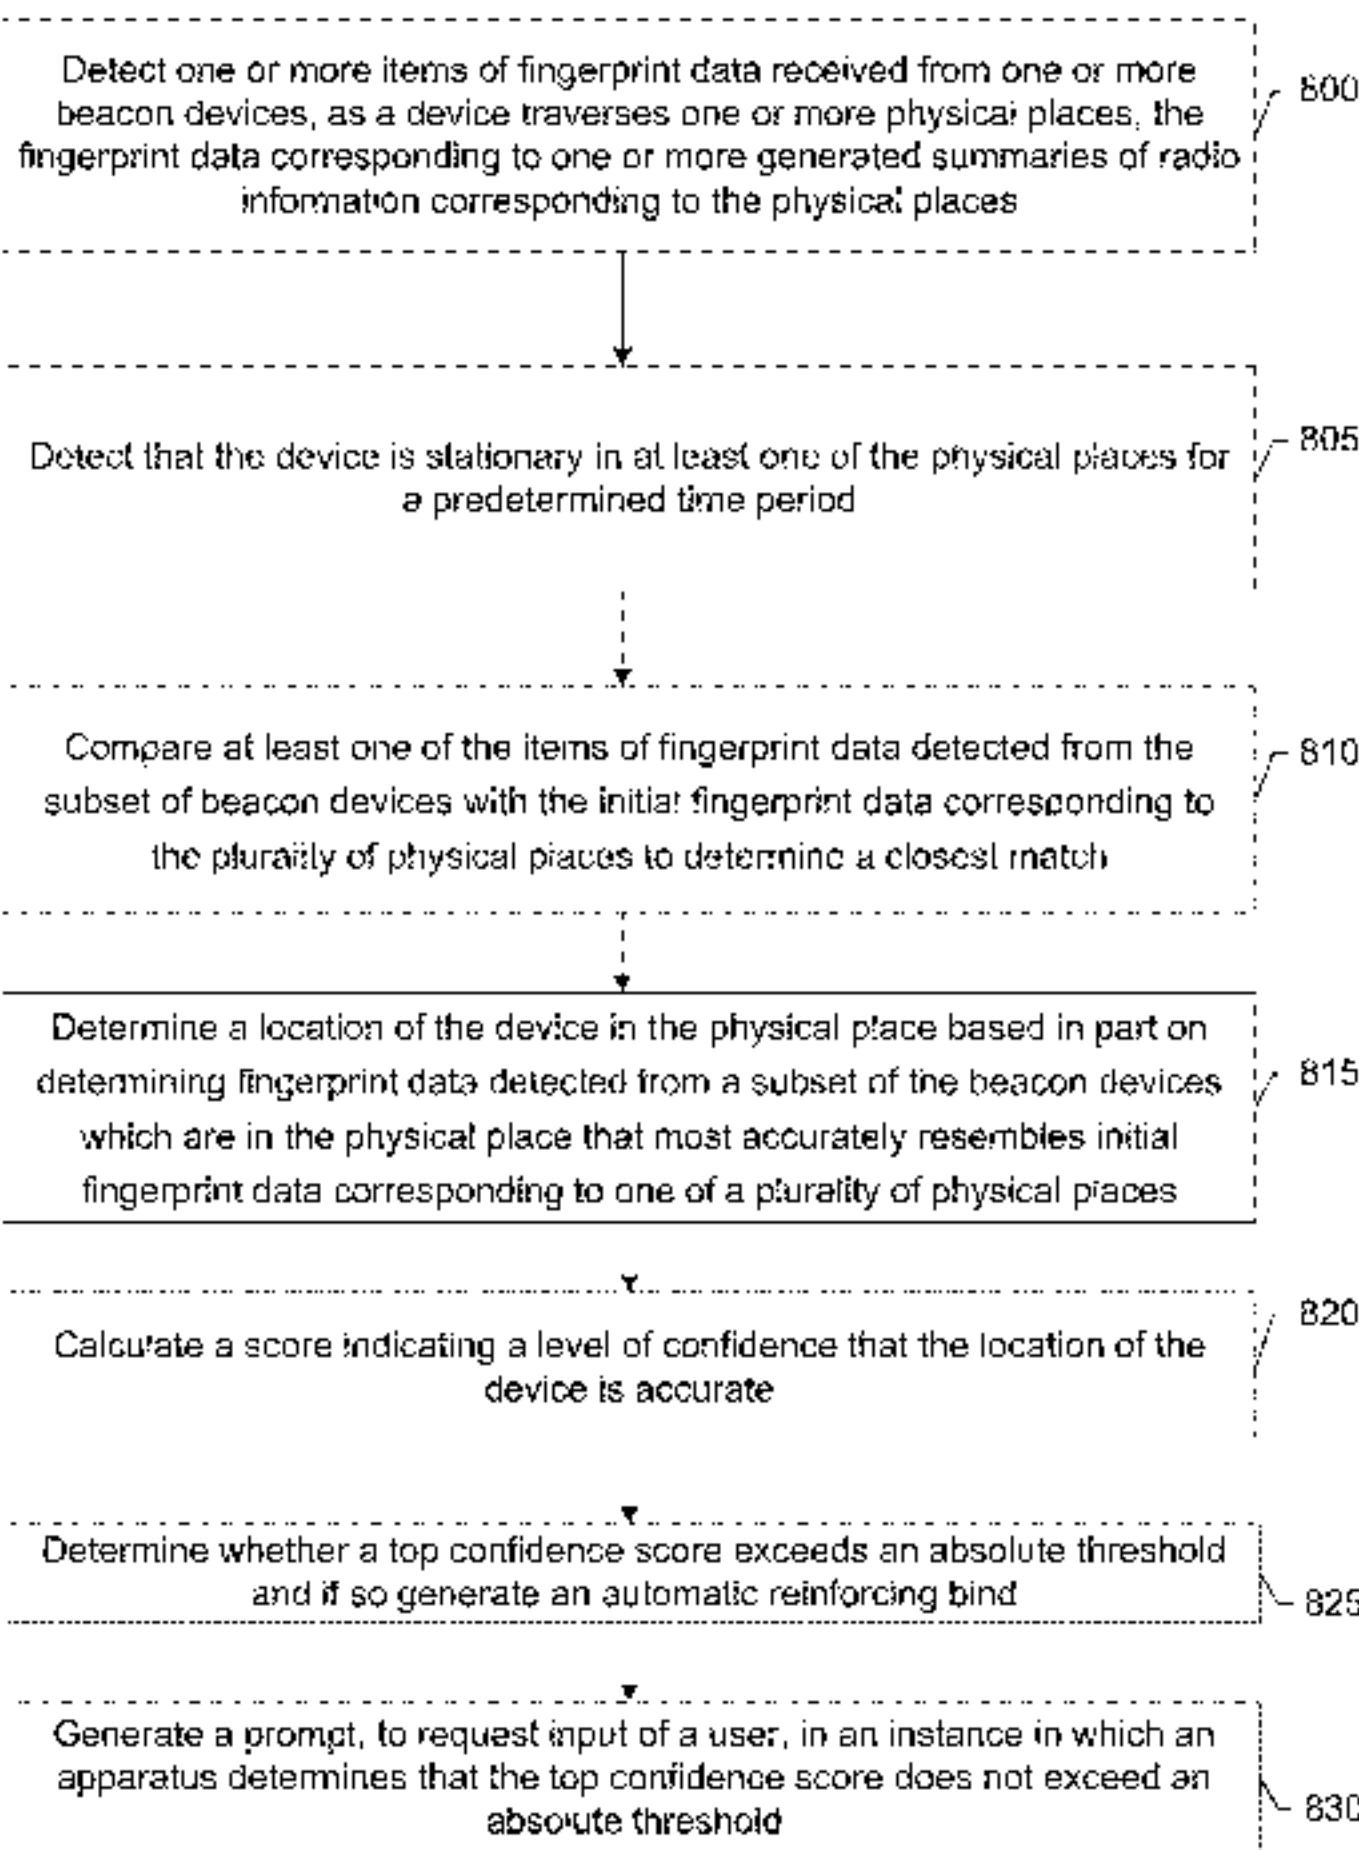 Detect one or more items of fingerprint data received from one or more
beacon devices, as a device traverses one or more physical places, the
fingerprint data corresponding to one or more generated summaries of radio
information corresponding to the physical places
800
Detect that the device is stationary in at least one of the physical places for
a predetermined time period
805
Compare at least one of the items of fingerprint data detected from the
subset of beacon devices with the initial fingerprint data corresponding to
the plurality of physical places to determine a closest match
810
Determine a location of the device in the physical place based in part on
determining fingerprint data detected from a subset of the beacon devices
which are in the physical place that most accurately resembles initial
fingerprint data corresponding to one of a plurality of physical places
815
Calculate a score indicating a level of confidence that the location of the
device is accurate
820
Determine whether a top confidence score exceeds an absolute threshold
and if so generate an automatic reinforcing bind
825
Generate a prompt, to request input of a user, in an instance in which an
apparatus determines that the top confidence score does not exceed an
absolute threshold
830